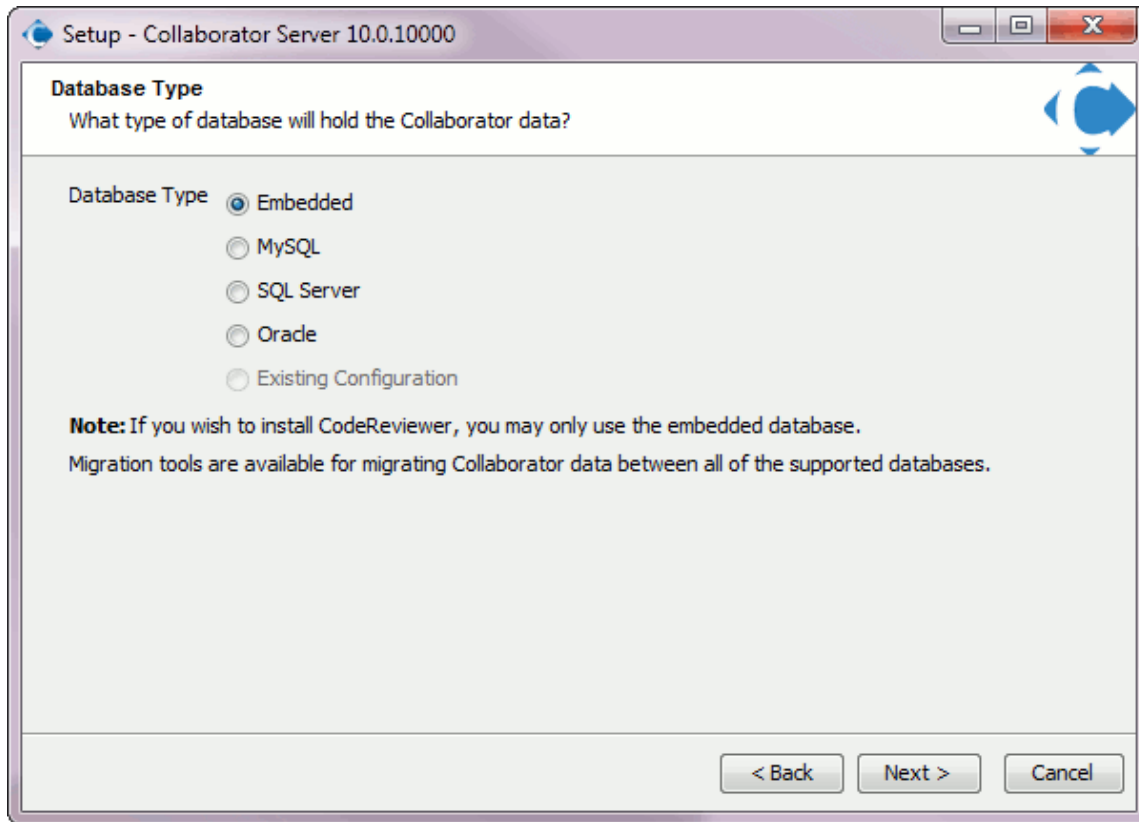 Setup - Collaborator Server 10.0.10000
Database Type
What type of database will hold the Collaborator data?
Database Type
Embedded
MySQL
SQL Server
Oracle
Existing Configuration
Note: If you wish to install CodeReviewer, you may only use the embedded database.
Migration tools are available for migrating Collaborator data between all of the supported databases.
< Back Next > Cancel